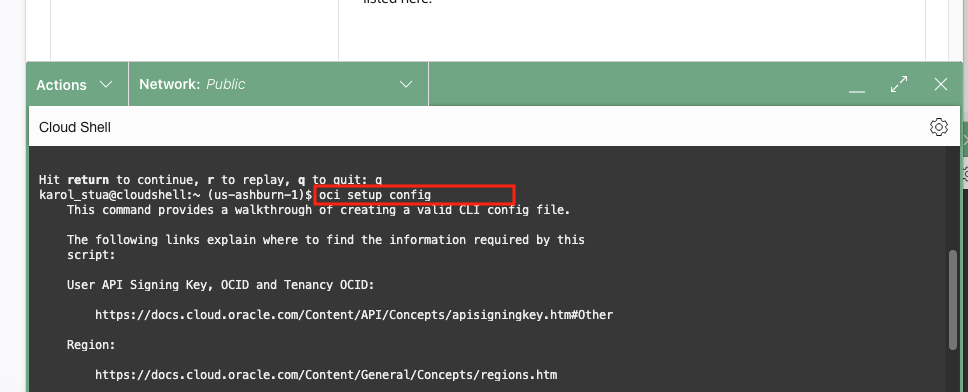 listed here.
Actions
Network: Public
Cloud Shell
Hit return to continue, r to replay, q to quit: q
karol_stua@cloudshell:~ (us-ashburn-1)$ oci setup config
This command provides a walkthrough of creating a valid CLI config file.
The following links explain where to find the information required by this
script:
User API Signing Key, OCID and Tenancy OCID:
https://docs.cloud.oracle.com/Content/API/Concepts/apisigningkey.htm#Other
Region:
https://docs.cloud.oracle.com/Content/General/Concepts/regions.htm